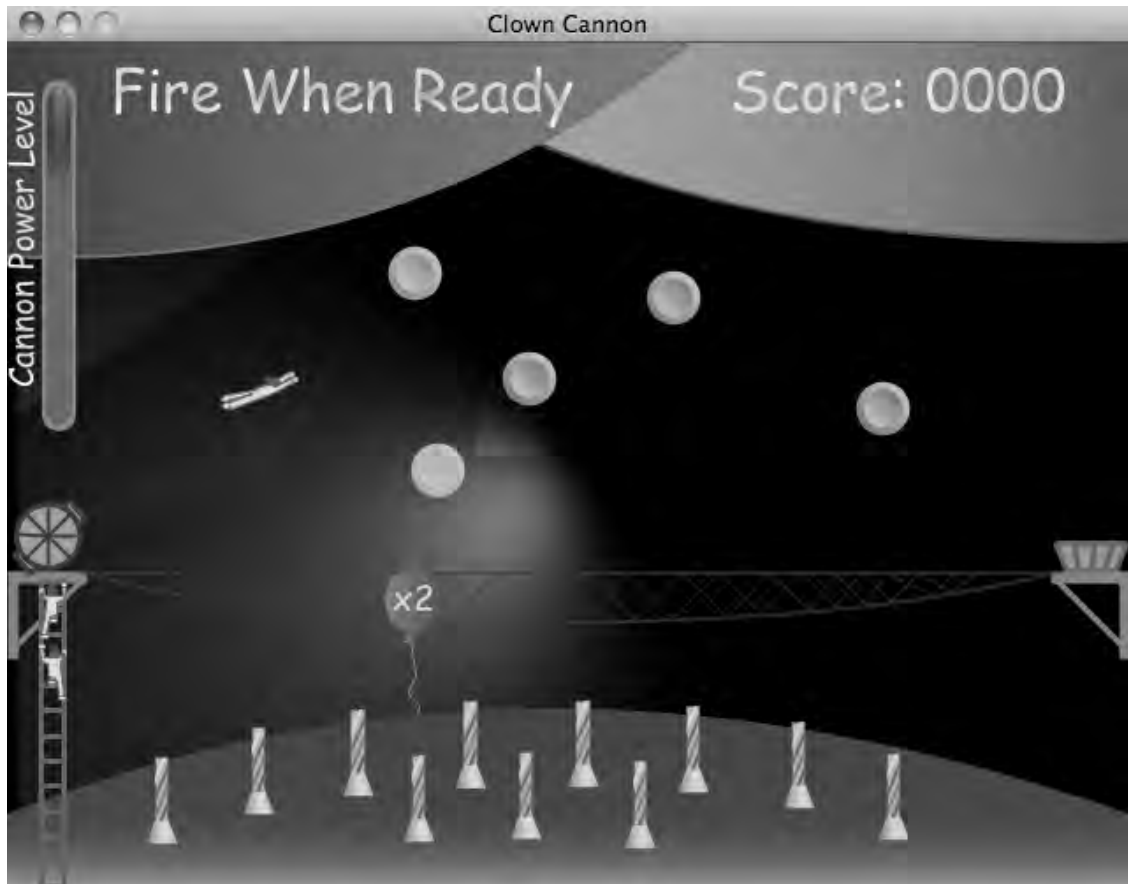 Clown Cannon
Fire When Ready
Score: 0000
Cannon Power Level
x2